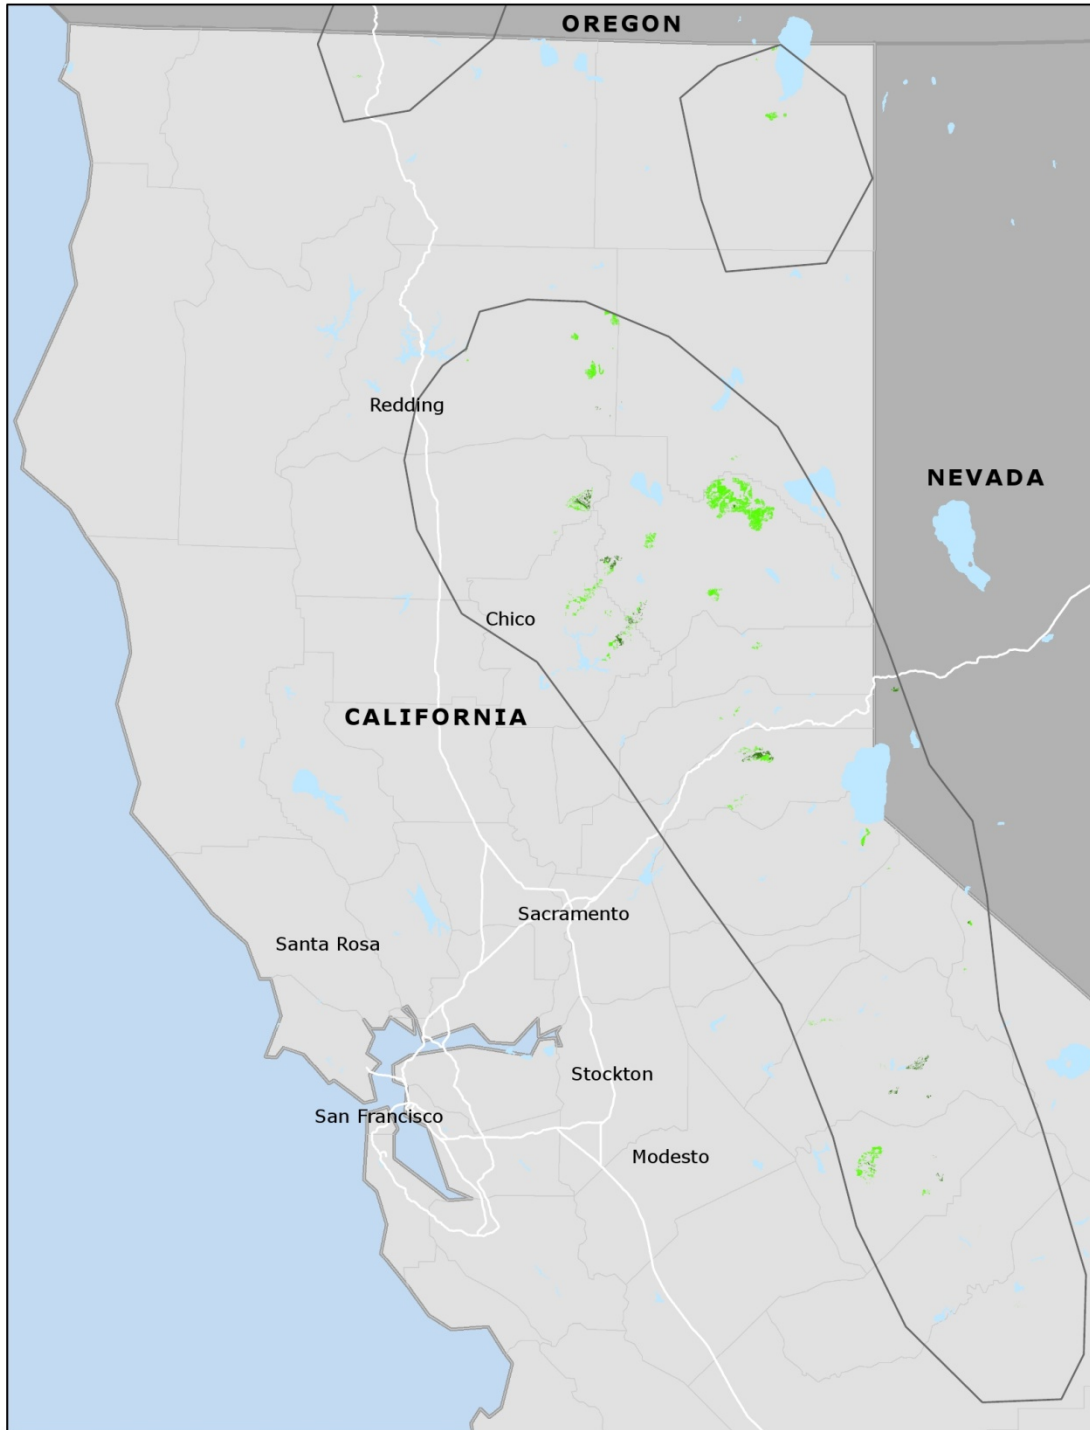 OREGON
Redding
NEVADA
Chico
CALIFORNIA
Sacramento
Santa Rosa
Stockton
San Francisco
Modesto